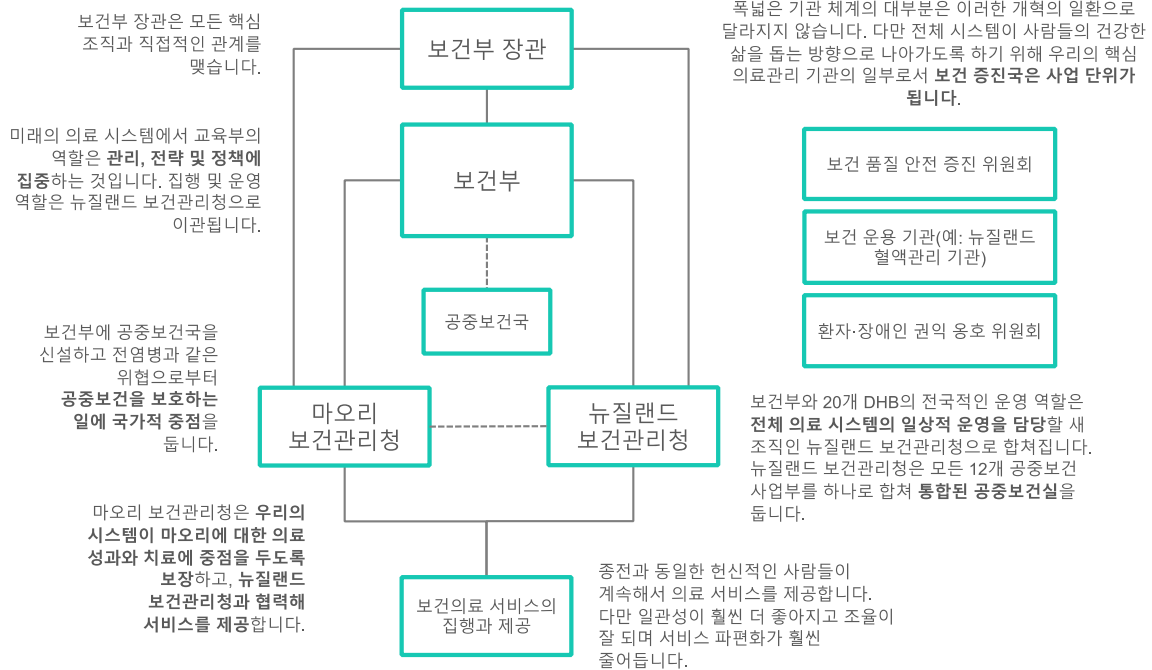 보건부 장관은 모든 핵심
조직과 직접적인 관계를
맺습니다.
보건부 장관
폭넓은 기관 체계의 대부분은 이러한 개혁의 일환으로
달라지지 않습니다. 다만 전체 시스템이 사람들의 건강한
삶을 돕는 방향으로 나아가도록 하기 위해 우리의 핵심
의료관리 기관의 일부로서 보건 증진국은 사업 단위가
됩니다.
미래의 의료 시스템에서 교육부의
역할은 관리, 전략 및 정책에
집중하는 것입니다. 집행 및 운영
역할은 뉴질랜드 보건관리청으로
이관됩니다.
보건부
보건 품질 안전 증진 위원회
보건 운용 기관(예: 뉴질랜드
혈액관리 기관)
환자·장애인 권익 옹호 위원회
공중보건국
보건부에 공중보건국을
신설하고 전염병과 같은
위협으로부터
공중보건을 보호하는
일에 국가적 중점을
둡니다.
마오리
보건관리청
뉴질랜드
보건관리청
보건부와 20개 DHB의 전국적인 운영 역할은
전체 의료 시스템의 일상적 운영을 담당할 새
조직인 뉴질랜드 보건관리청으로 합쳐집니다.
뉴질랜드 보건관리청은 모든 12개 공중보건
사업부를 하나로 합쳐 통합된 공중보건실을
둡니다.
마오리 보건관리청은 우리의
시스템이 마오리에 대한 의료
성과와 치료에 중점을 두도록
보장하고, 뉴질랜드
보건관리청과 협력해
서비스를 제공합니다.
보건의료 서비스의
집행과 제공
종전과 동일한 헌신적인 사람들이
계속해서 의료 서비스를 제공합니다.
다만 일관성이 훨씬 더 좋아지고 조율이
잘 되며 서비스 파편화가 훨씬
줄어듭니다.